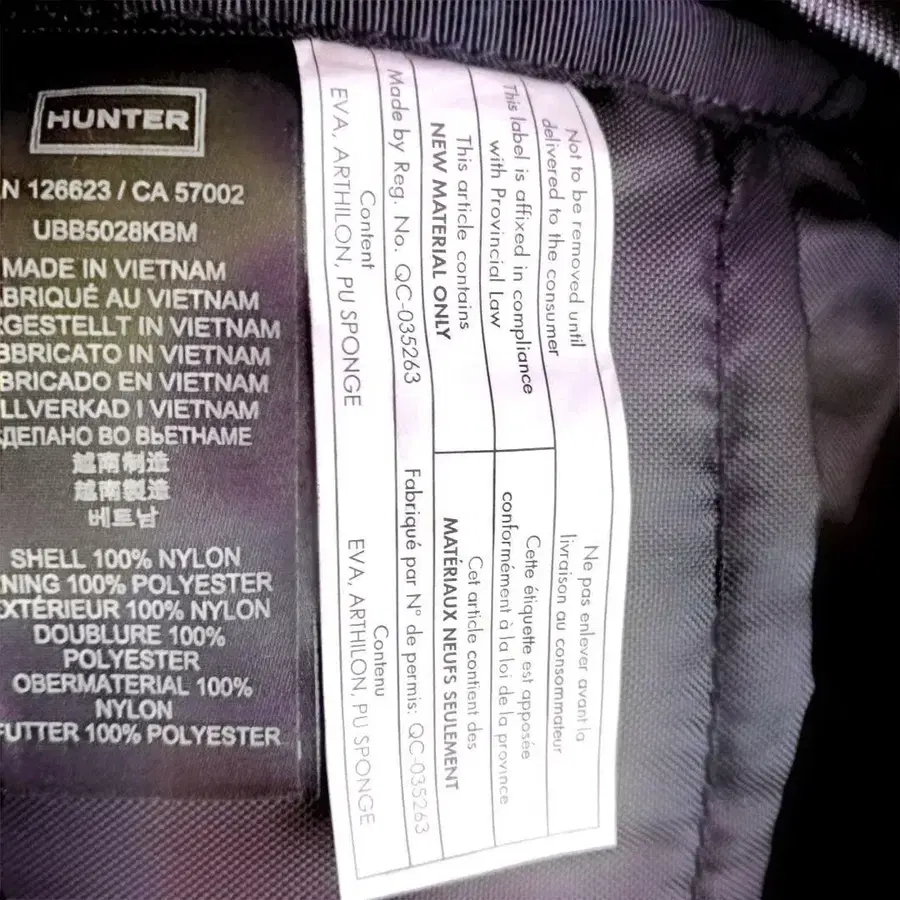 HUNTER
N 126623 / CA 57002
UBB5028KBM
MADE IN VIETNAM
BRIQUÉ AU VIETNAM
RGESTELLT IN VIETNAM
BBRICATO IN VIETNAM
BRICADO EN VIETNAM
LLVERKAD I VIETNAM
ДЕЛАНО ВО ВЬЕТНАМЕ
越南制造
越南製造
베트남
SHELL 100% NYLON
NING 100% POLYESTER
EXTÉRIEUR 100% NYLON
DOUBLURE 100%
POLYESTER
OBERMATERIAL 100%
NYLON
FUTTER 100% POLYESTER
Not to be removed until
delivered to the consumer
This label is affixed in compliance
with Provincial Law
This article contains
NEW MATERIAL ONLY
Made by Reg. No. QC-035263
Content
EVA, ARTHILON, PU SPONGE
Ne pas enlever avant la
livraison au consommateur
Cette étiquette est apposée
conformément à la loi de la province
Cet article contient des
MATÉRIAUX NEUFS SEULEMENT
Fabriqué par N° de permis: QC-035263
Contenu
EVA, ARTHILON, PU SPONGE